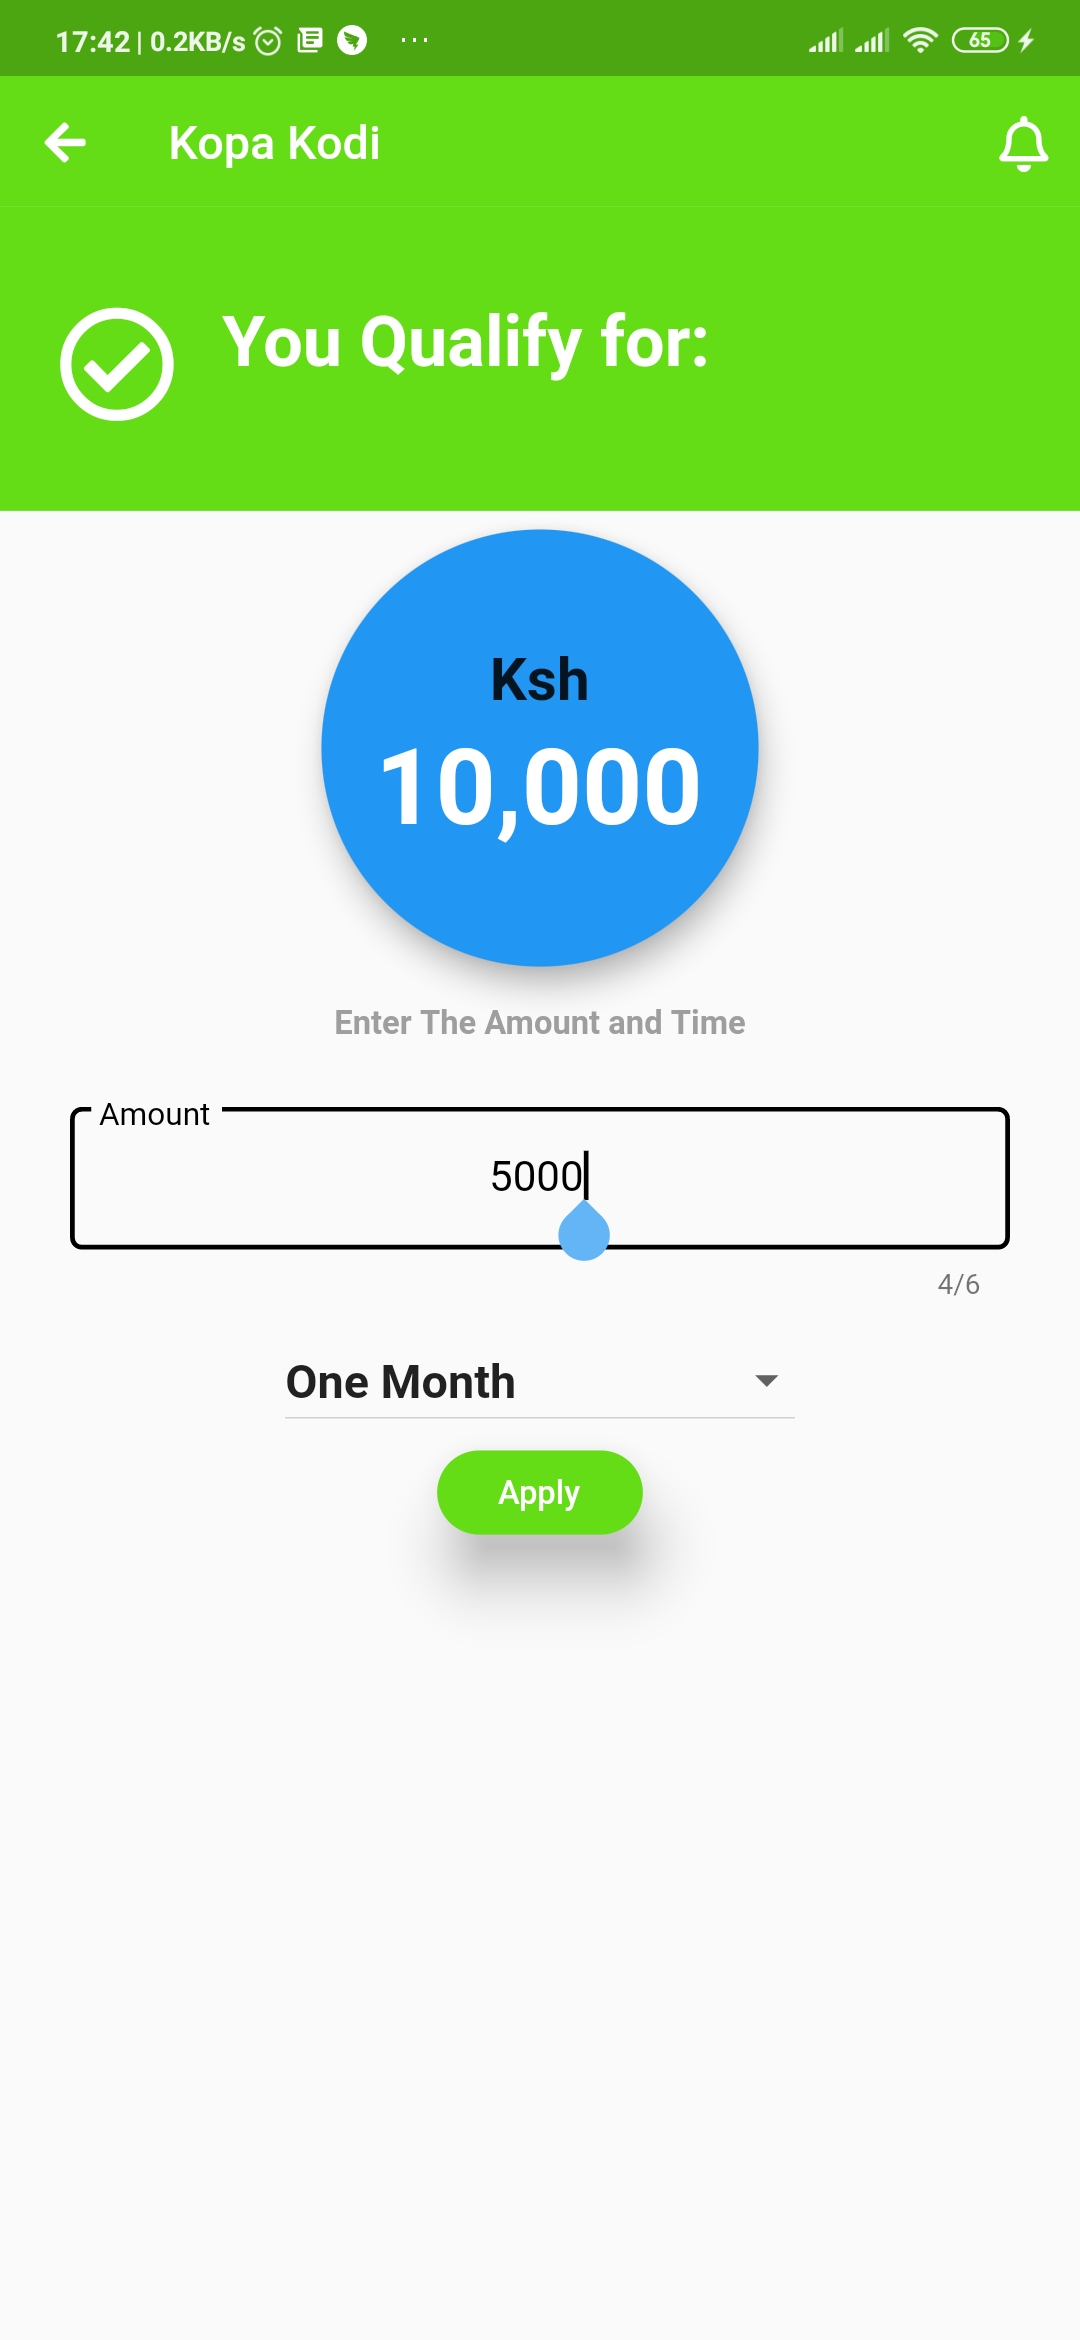 17:42 | 0.2KB/s ... 65
Kopa Kodi
You Qualify for:
Ksh
10,000
Enter The Amount and Time
Amount
5000
4/6
One Month
Apply